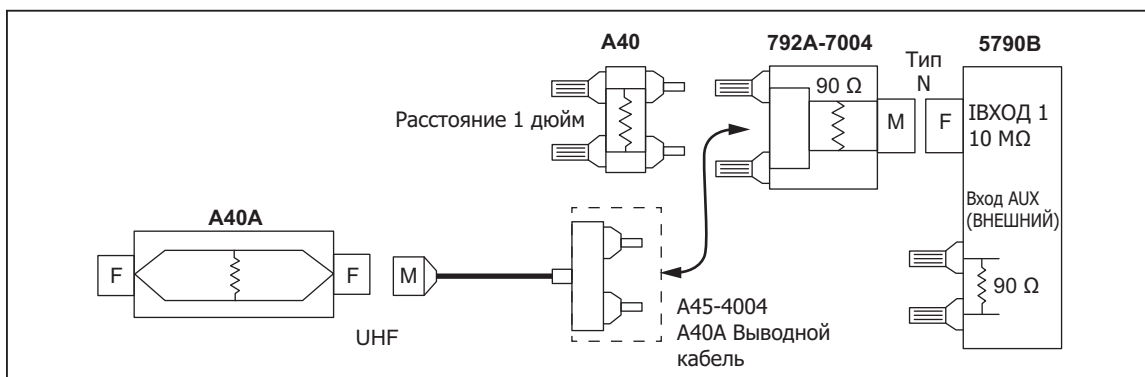 A40
792A-7004
5790B
Тип
N
90 Ω
Расстояние 1 дюйм
M
F
IВХОД 1
10 MΩ
Вход AUX
(ВНЕШНИЙ)
A40A
F
F
M
90 Ω
UHF
A45-4004
A40A Выводной
кабель